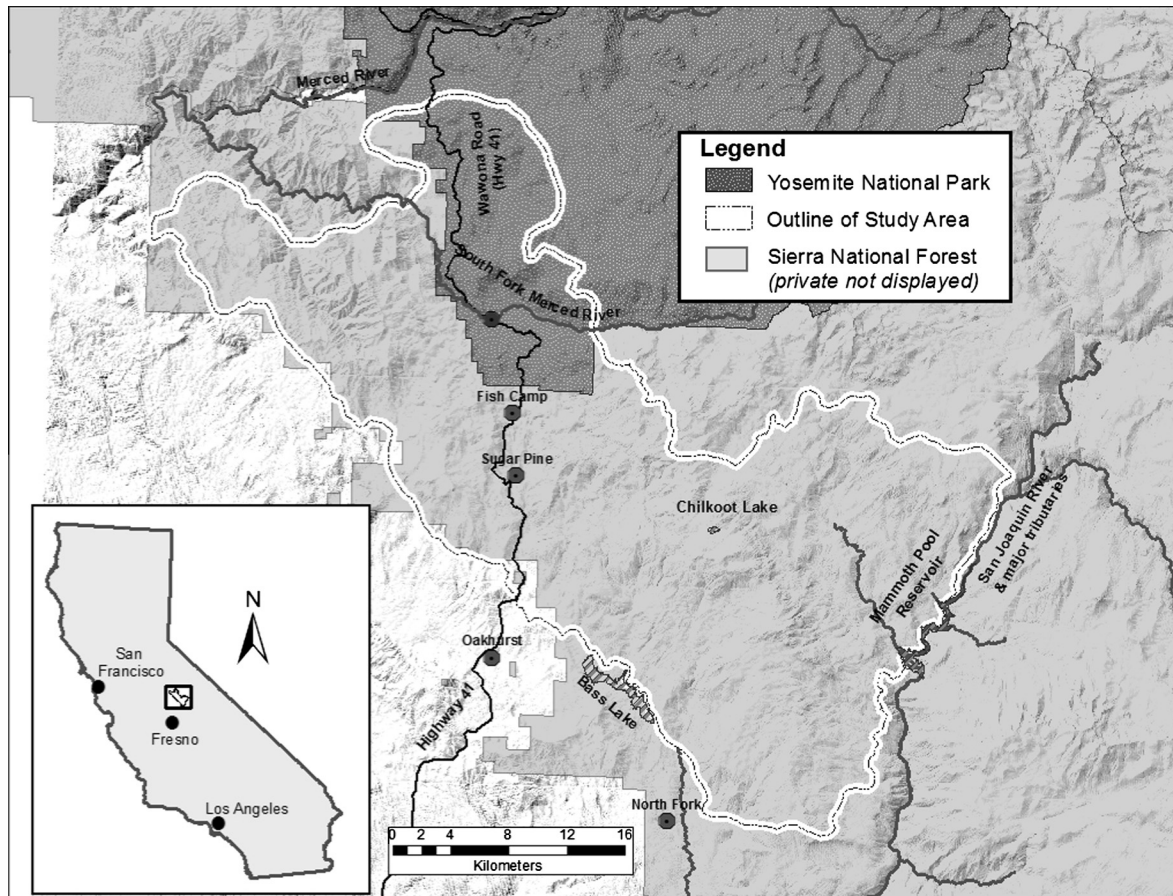 Merced River
Wawona Road
(Hwy 41)
South Fork Merced River
Legend
Yosemite National Park
Outline of Study Area
Sierra National Forest
(private not displayed)
Fish Camp
Sugar Pine
Chilkoot Lake
Mammoth Pool
Reservoir
San Joaquin River
& major tributaries
Oakhurst
Highway 41
Bass Lake
North Fork
N
San
Francisco
Fresno
Los Angeles
0 2 4 8 12 16
Kilometers